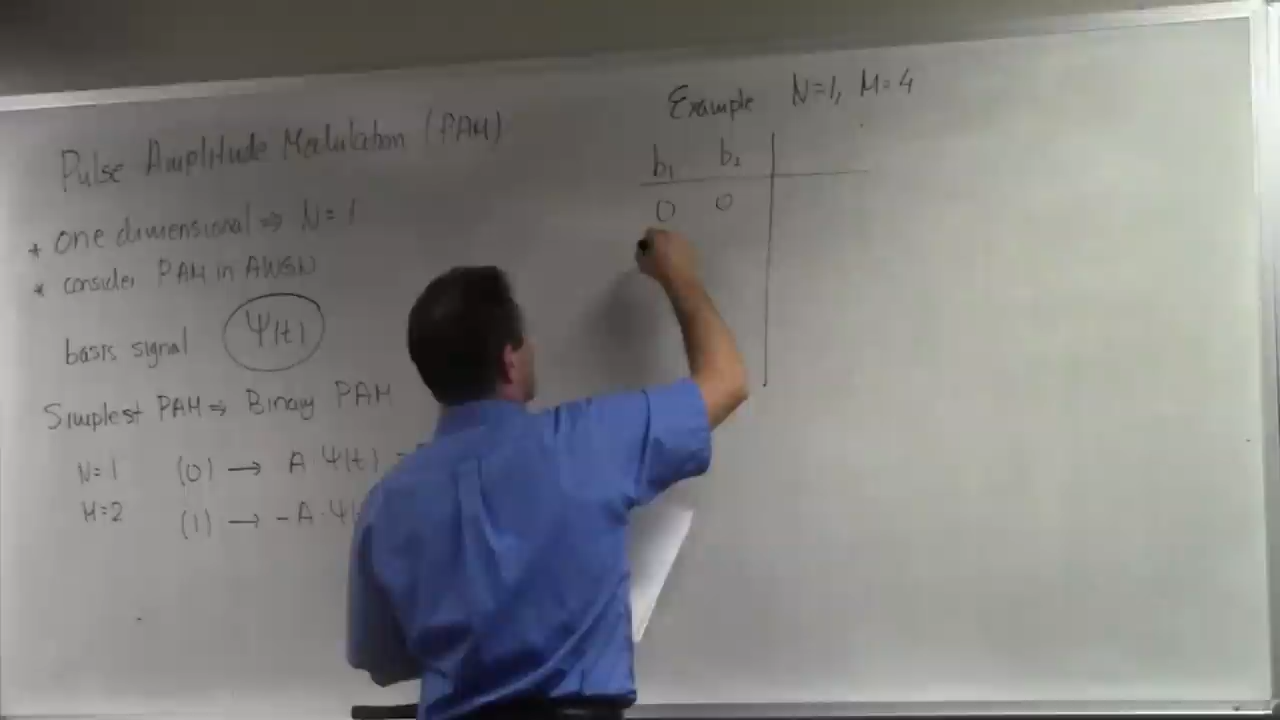 Pulse Amplitude Modulation (PAM)
* one dimensional ⇒ N=1
* consider PAM in AWGN
basis signal Ψ(t)
Simplest PAM ⇒ Binary PAM
N=1 (0) → A Ψ(t)
M=2 (1) → -A·Ψ(
Example N=1, M=4
b₁ b₂
0 0